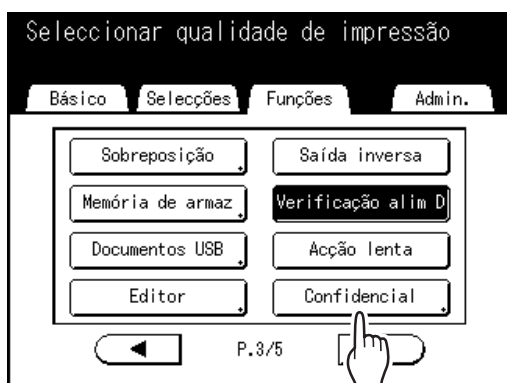 Seleccionar qualidade de impressão
Básico Selecções Funções Admin.
Sobreposição Saída inversa
Memória de armaz Verificação alim D
Documentos USB Acção lenta
Editor Confidencial
P.3/5